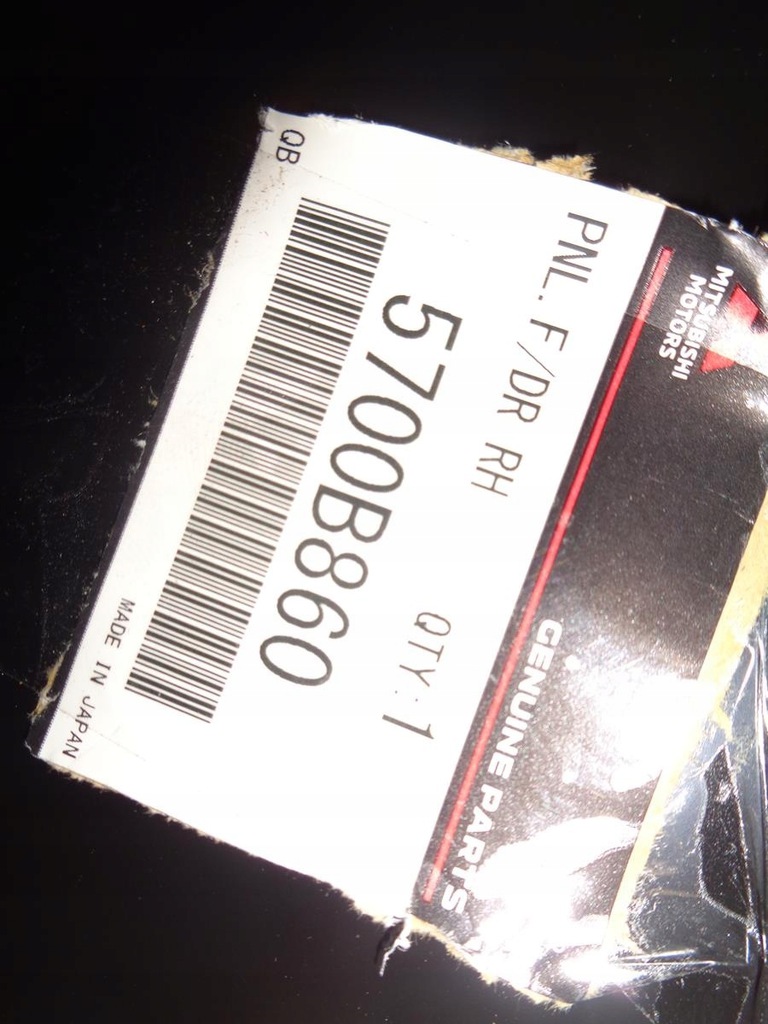 MITSUBISHI
MOTORS
GENUINE PARTS
PNL. F/DR RH
QTY: 1
5700B860
QB
MADE IN JAPAN